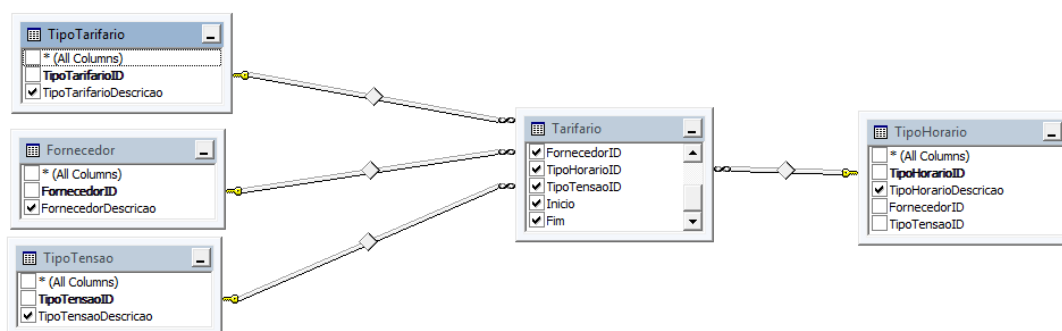 TipoTarifario
* (All Columns)
TipoTarifarioID
TipoTarifarioDescricao
Fornecedor
* (All Columns)
FornecedorID
FornecedorDescricao
TipoTensao
* (All Columns)
TipoTensaoID
TipoTensaoDescricao
Tarifario
FornecedorID
TipoHorarioID
TipoTensaoID
Inicio
Fim
TipoHorario
* (All Columns)
TipoHorarioID
TipoHorarioDescricao
FornecedorID
TipoTensaoID